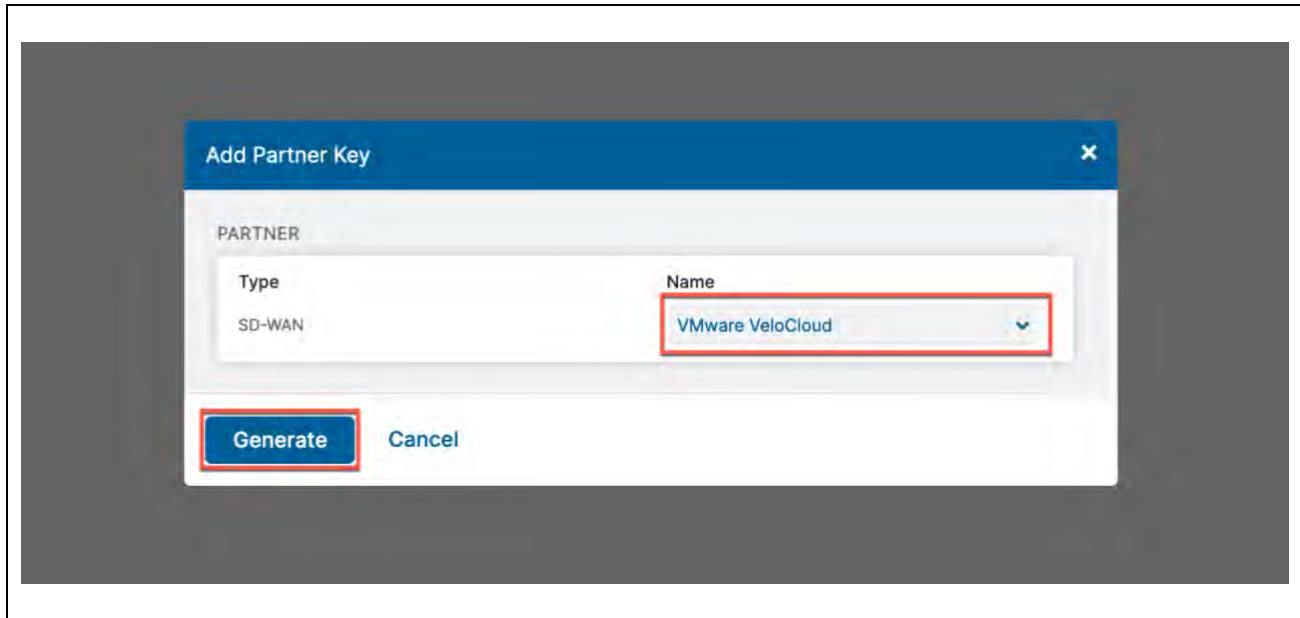 Add Partner Key
PARTNER
Type Name
SD-WAN VMware VeloCloud
Generate Cancel